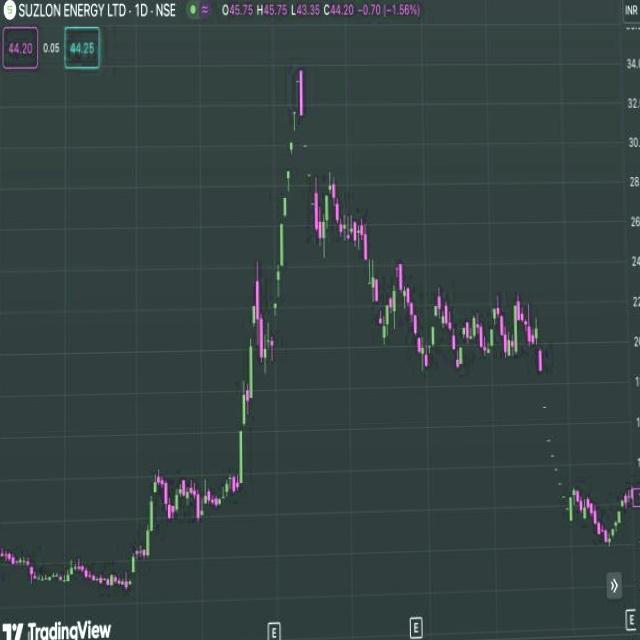 SUZLON ENERGY LTD · 1D · NSE O45.75 H45.75 L43.35 C44.20 −0.70 (−1.56%) INR
44.20 0.05 44.25
34.
32.
30.
28.
26
24
22
20
E E E
TradingView